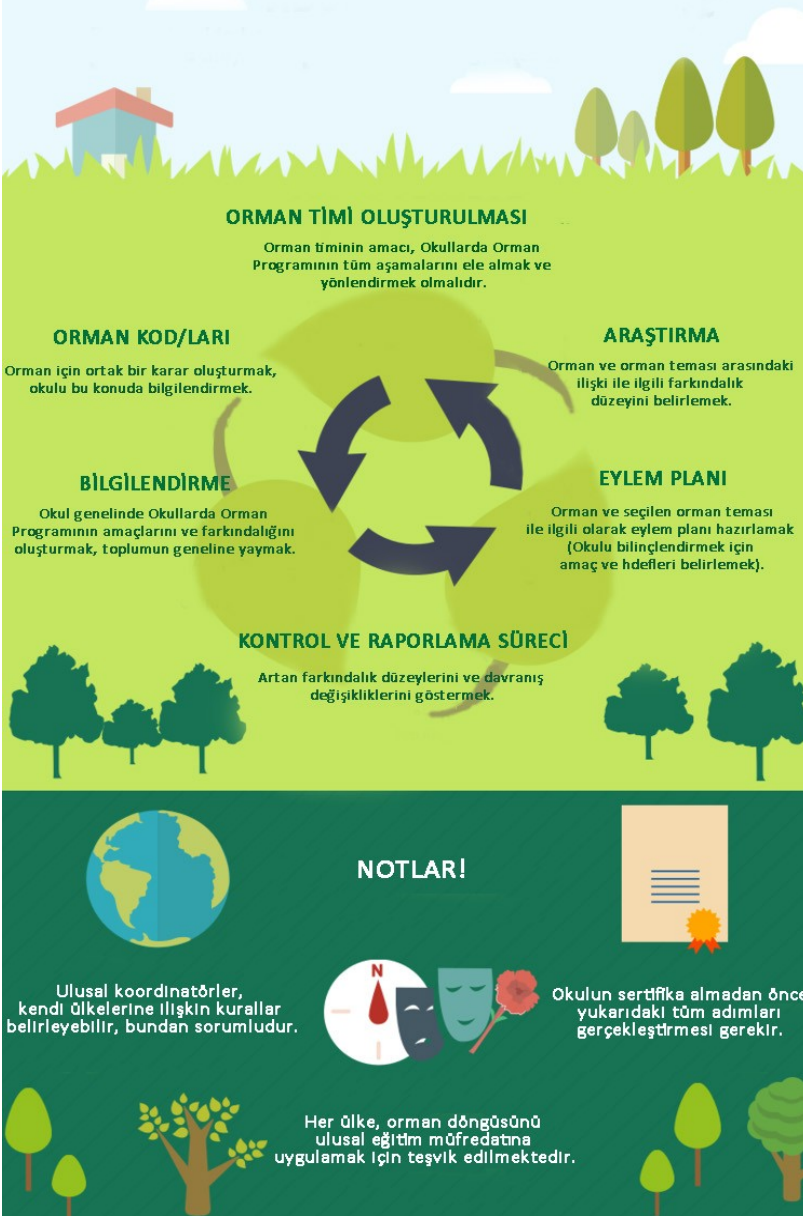 ORMAN TİMİ OLUŞTURULMASI
Orman timinin amacı, Okullarda Orman
Programının tüm aşamalarını ele almak ve
yönlendirmek olmalıdır.
ORMAN KOD/LARI
Orman için ortak bir karar oluşturmak,
okulu bu konuda bilgilendirmek.
ARAŞTIRMA
Orman ve orman teması arasındaki
ilişki ile ilgili farkındalık
düzeyini belirlemek.
BİLGİLENDİRME
Okul genelinde Okullarda Orman
Programının amaçlarını ve farkındalığını
oluşturmak, toplumun geneline yaymak.
EYLEM PLANI
Orman ve seçilen orman teması
ile ilgili olarak eylem planı hazırlamak
(Okulu bilinçlendirmek için
amaç ve hdefleri belirlemek).
KONTROL VE RAPORLAMA SÜRECİ
Artan farkındalık düzeylerini ve davranış
değişikliklerini göstermek.
NOTLAR!
Ulusal koordinatörler,
kendi ülkelerine ilişkin kurallar
belirleyebilir, bundan sorumludur.
N
Okulun sertifika almadan önce
yukarıdaki tüm adımları
gerçekleştirmesi gerekir.
Her ülke, orman döngüsünü
ulusal eğitim müfredatına
uygulamak için teşvik edilmektedir.